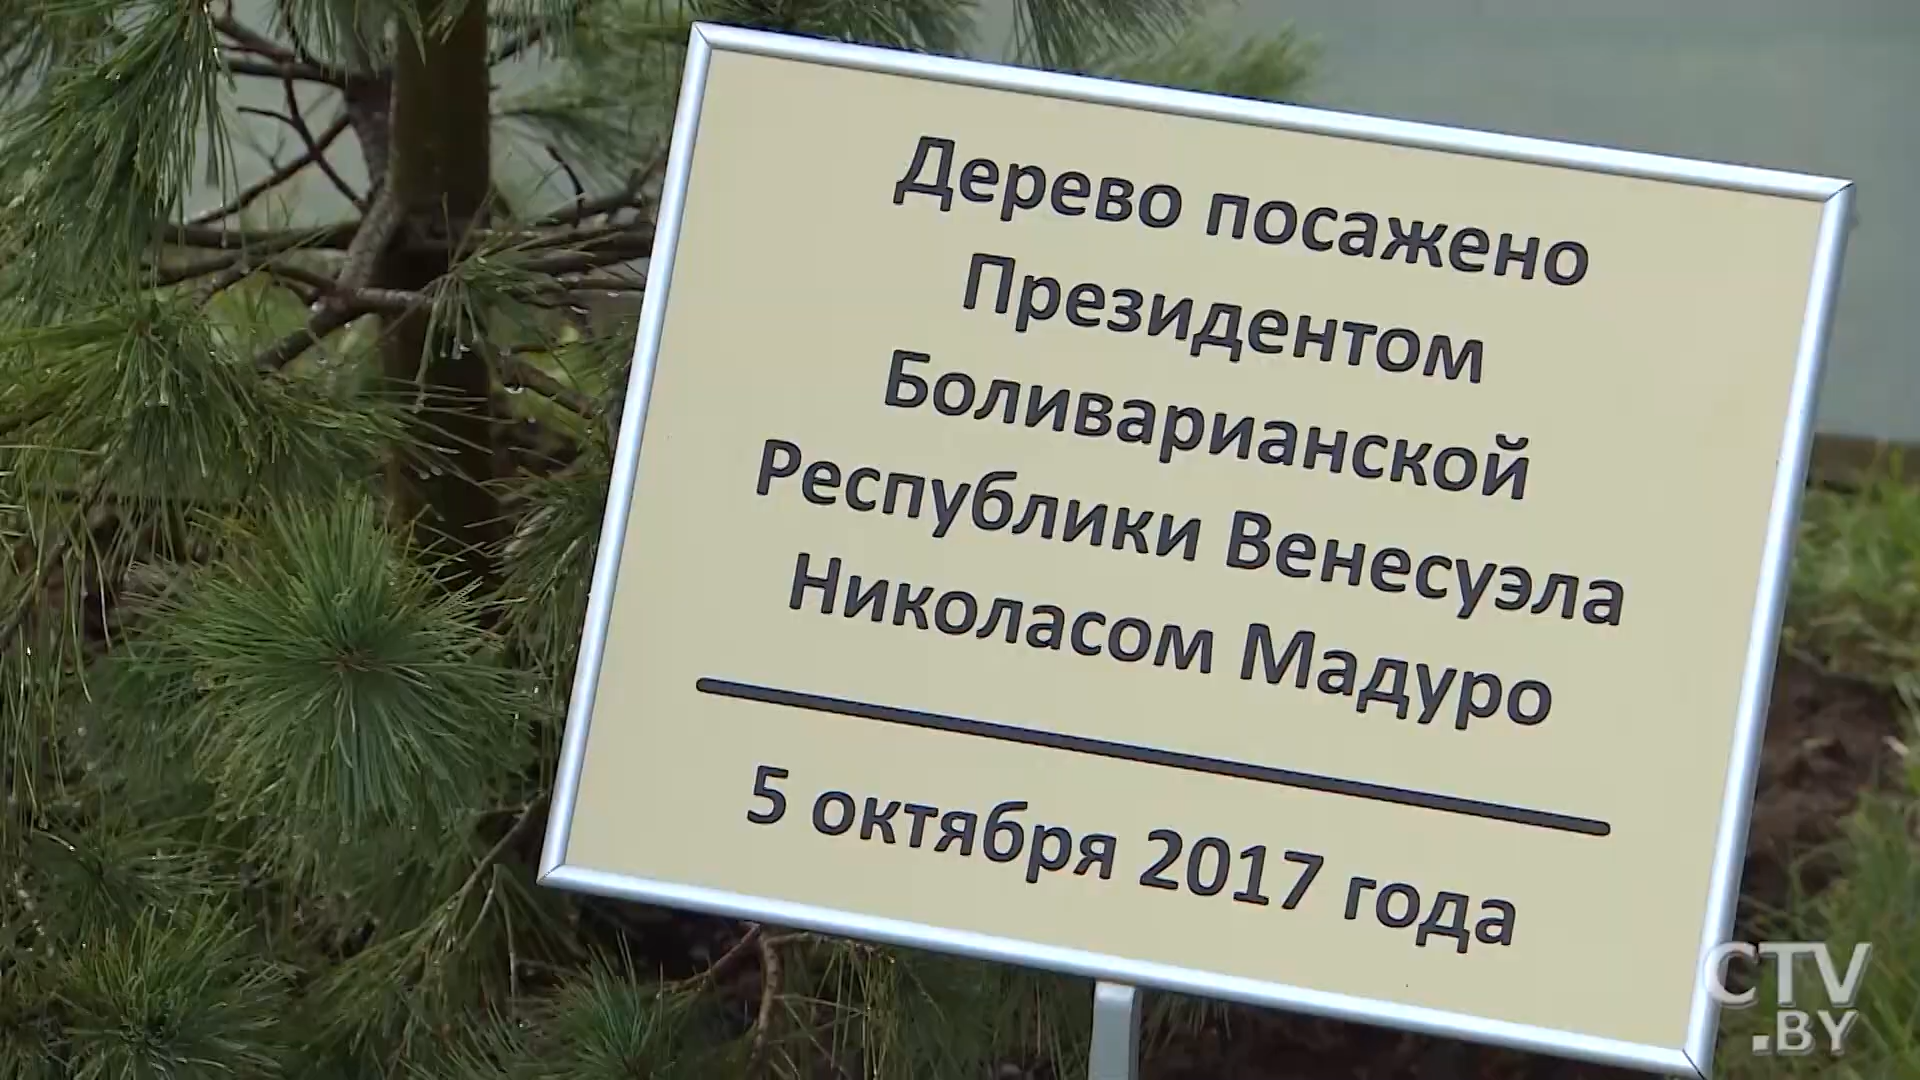 Дерево посажено
Президентом
Боливарианской
Республики Венесуэла
Николасом Мадуро
5 октября 2017 года
CTV
.BY